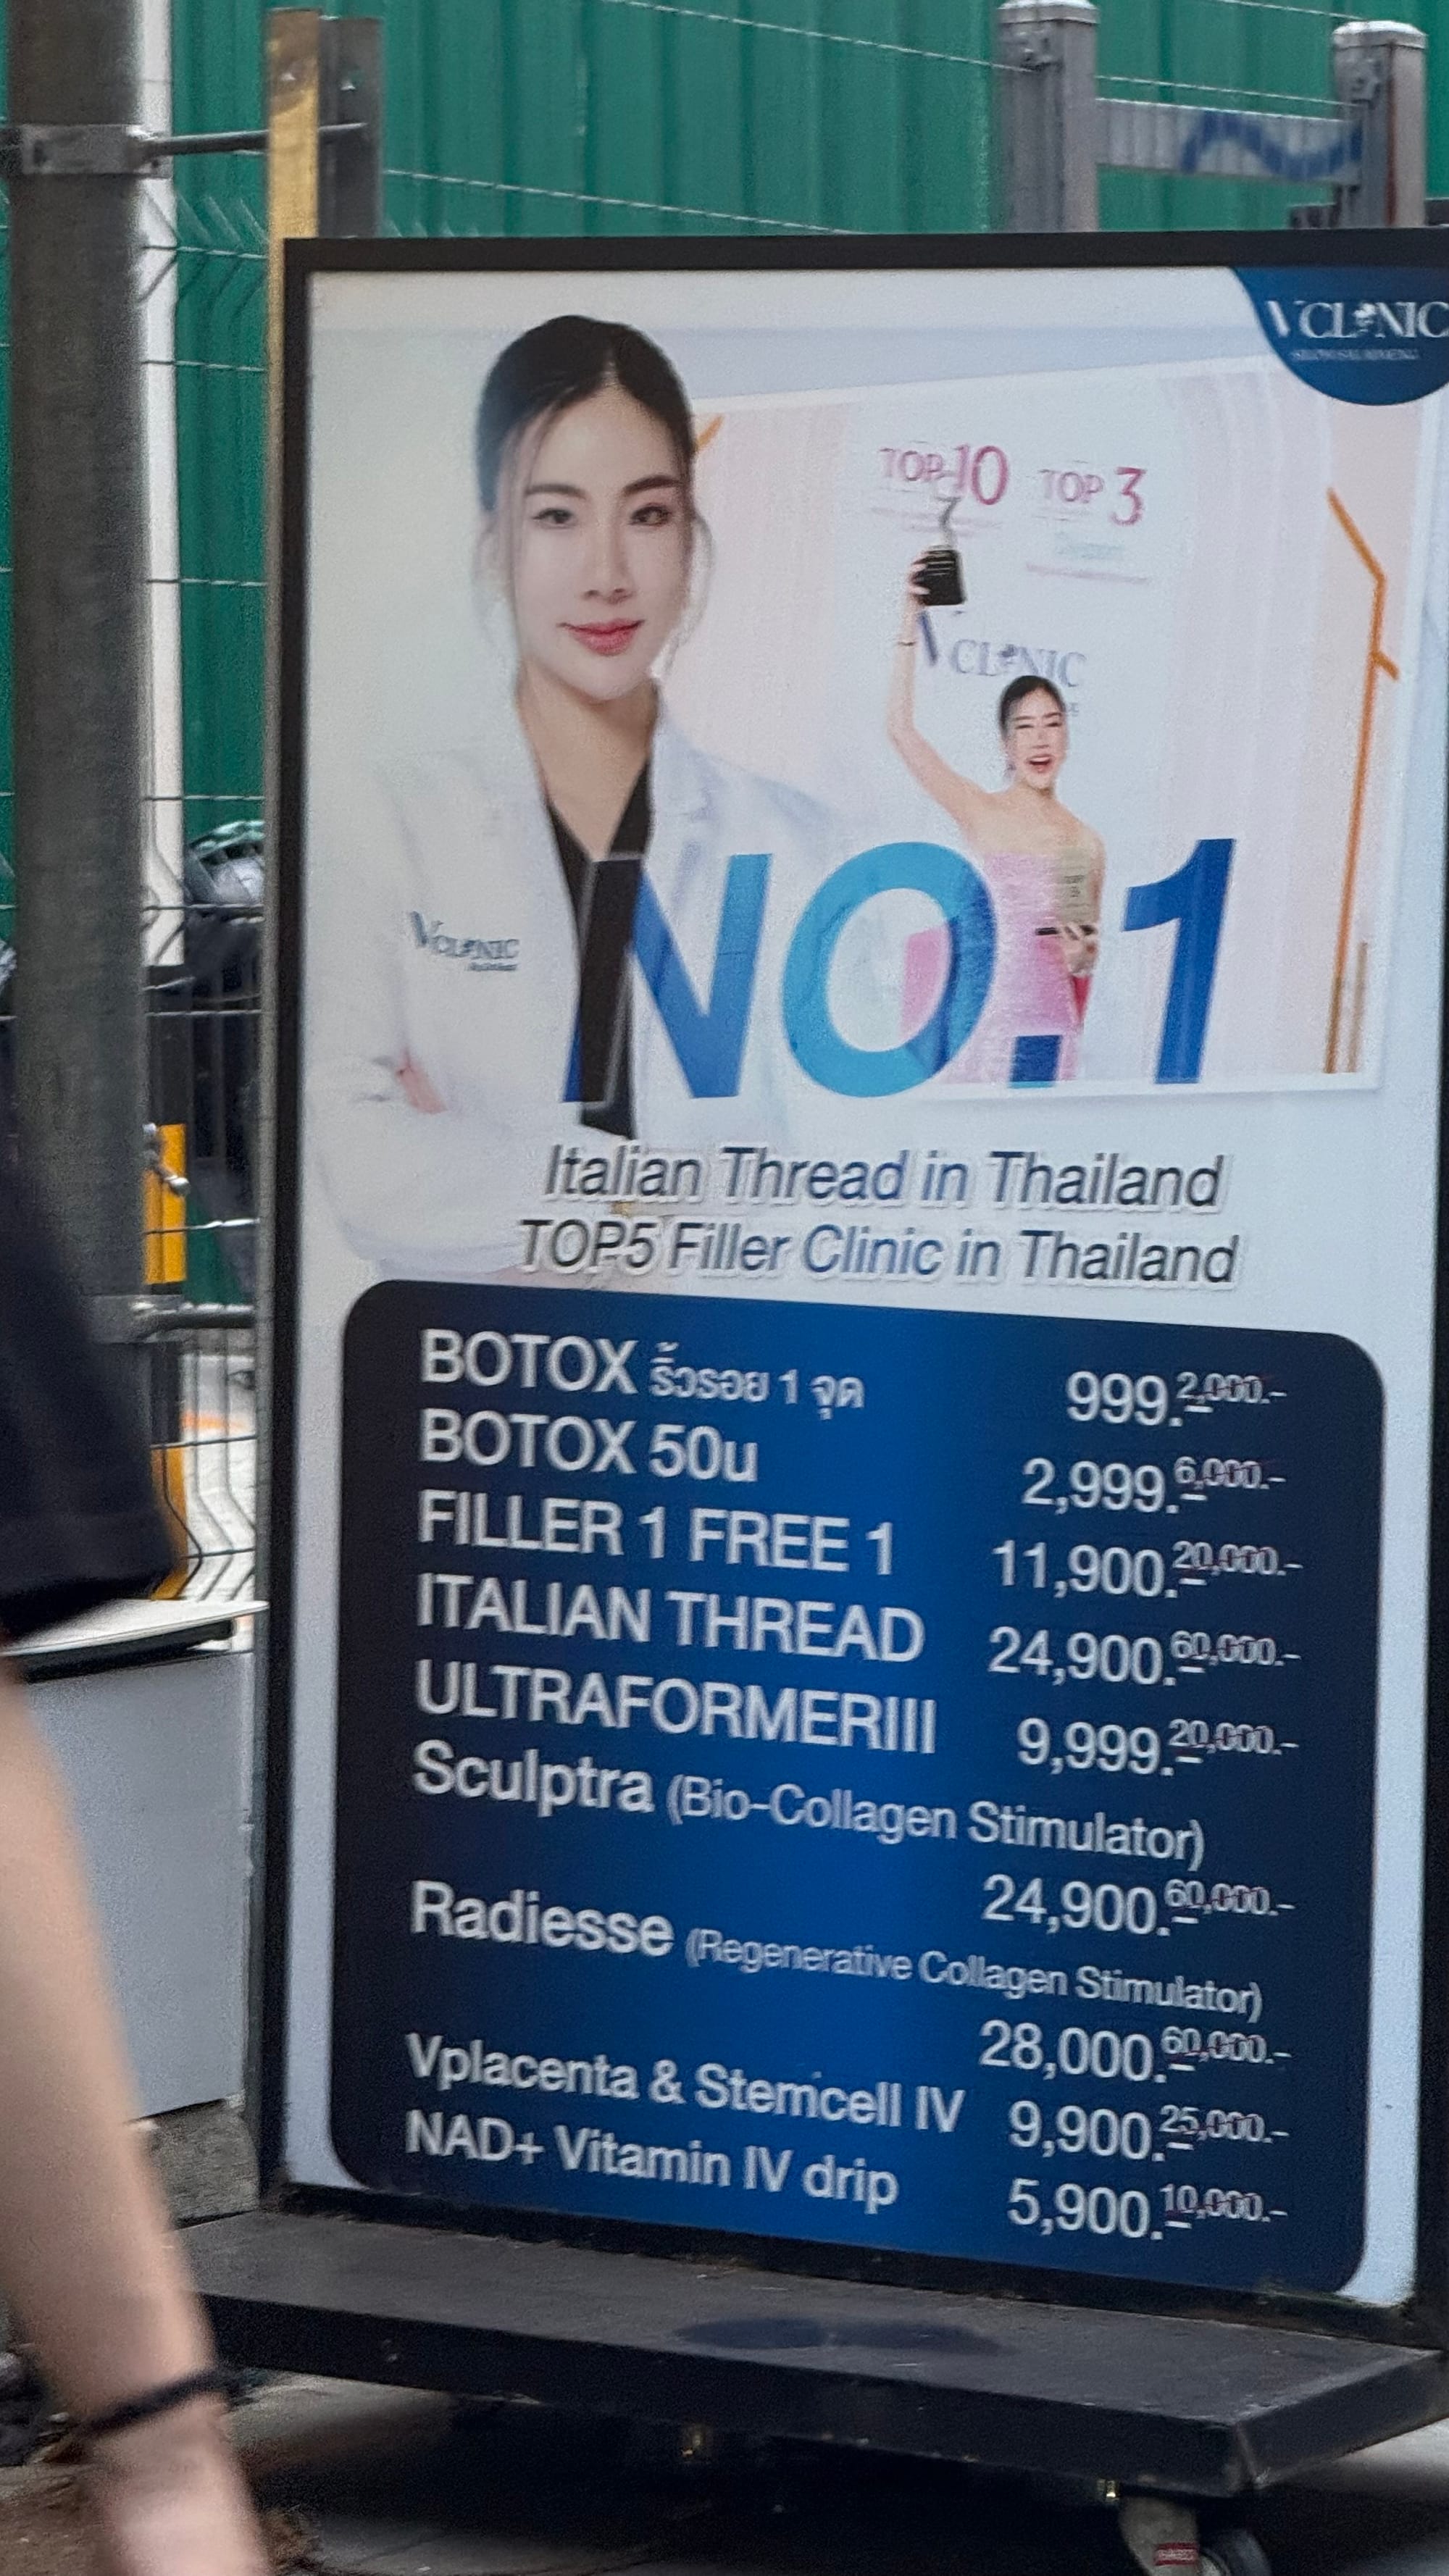 VCLINIC
TOP 10 TOP 3
VCLINIC
VCLINIC
NO.1
Italian Thread in Thailand
TOP5 Filler Clinic in Thailand
BOTOX ริ้วรอย 1 จุด 999.- 2,000.-
BOTOX 50u 2,999.- 6,000.-
FILLER 1 FREE 1 11,900.- 20,000.-
ITALIAN THREAD 24,900.- 60,000.-
ULTRAFORMERIII 9,999.- 20,000.-
Sculptra (Bio-Collagen Stimulator)
24,900.- 60,000.-
Radiesse (Regenerative Collagen Stimulator)
28,000.- 60,000.-
Vplacenta & Stemcell IV 9,900.- 25,000.-
NAD+ Vitamin IV drip 5,900.- 10,000.-